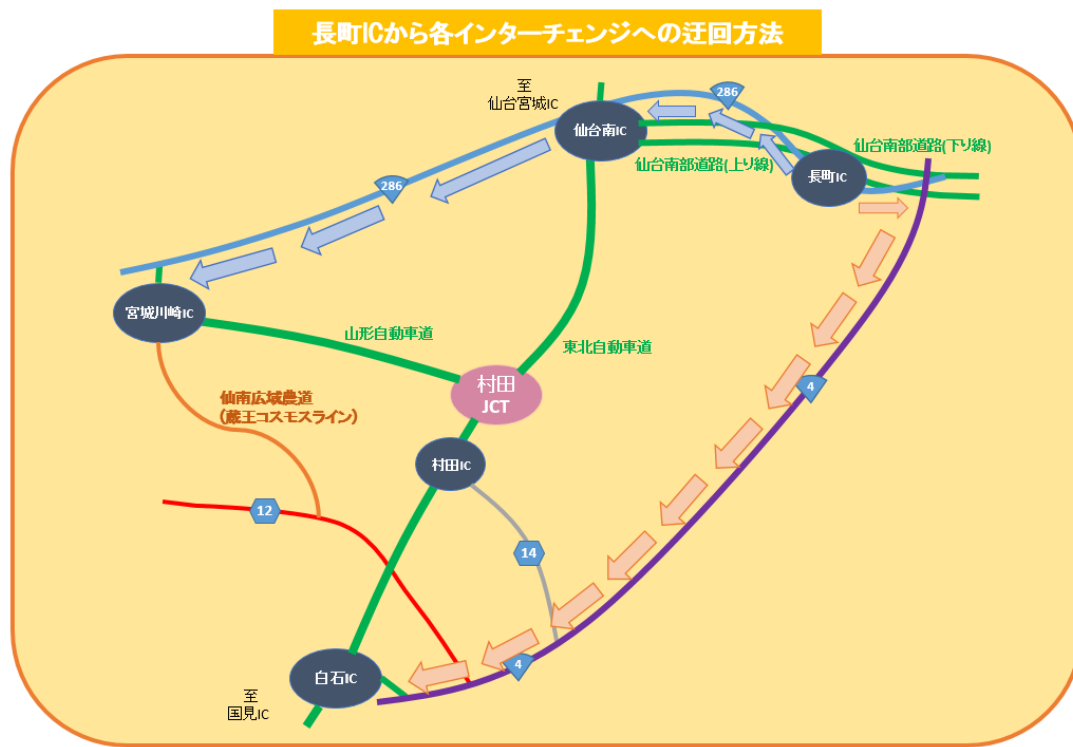 長町ICから各インターチェンジへの迂回方法
至
仙台宮城IC
286
仙台南IC
仙台南部道路(下り線)
仙台南部道路(上り線)
長町IC
286
宮城川崎IC
山形自動車道
東北自動車道
村田
JCT
4
仙南広域農道
(蔵王コスモスライン)
村田IC
12
14
4
白石IC
至
国見IC